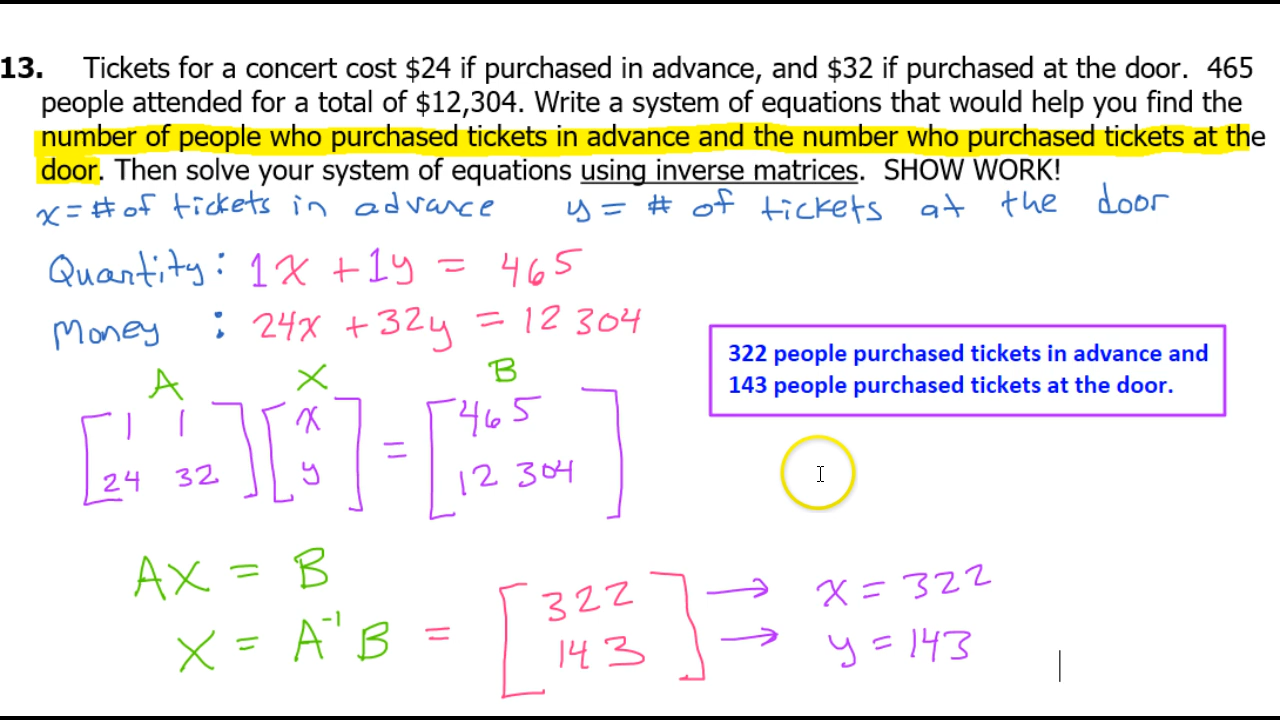 13. Tickets for a concert cost $24 if purchased in advance, and $32 if purchased at the door. 465
people attended for a total of $12,304. Write a system of equations that would help you find the
number of people who purchased tickets in advance and the number who purchased tickets at the
door. Then solve your system of equations using inverse matrices. SHOW WORK!
x = # of tickets in advance y = # of tickets at the door
Quantity: 1x + 1y = 465
Money : 24x + 32y = 12 304
322 people purchased tickets in advance and
143 people purchased tickets at the door.
A X B
[1 1] [x] = [465]
[24 32] [y] [12 304]
AX = B
X = A⁻¹B = [322 143]
→ x = 322
→ y = 143